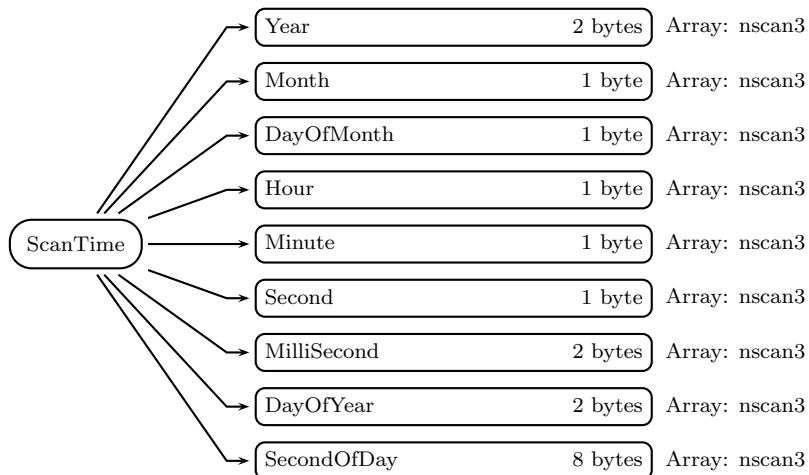 Year 2 bytes Array: nscan3
Month 1 byte Array: nscan3
DayOfMonth 1 byte Array: nscan3
Hour 1 byte Array: nscan3
ScanTime
Minute 1 byte Array: nscan3
Second 1 byte Array: nscan3
MilliSecond 2 bytes Array: nscan3
DayOfYear 2 bytes Array: nscan3
SecondOfDay 8 bytes Array: nscan3